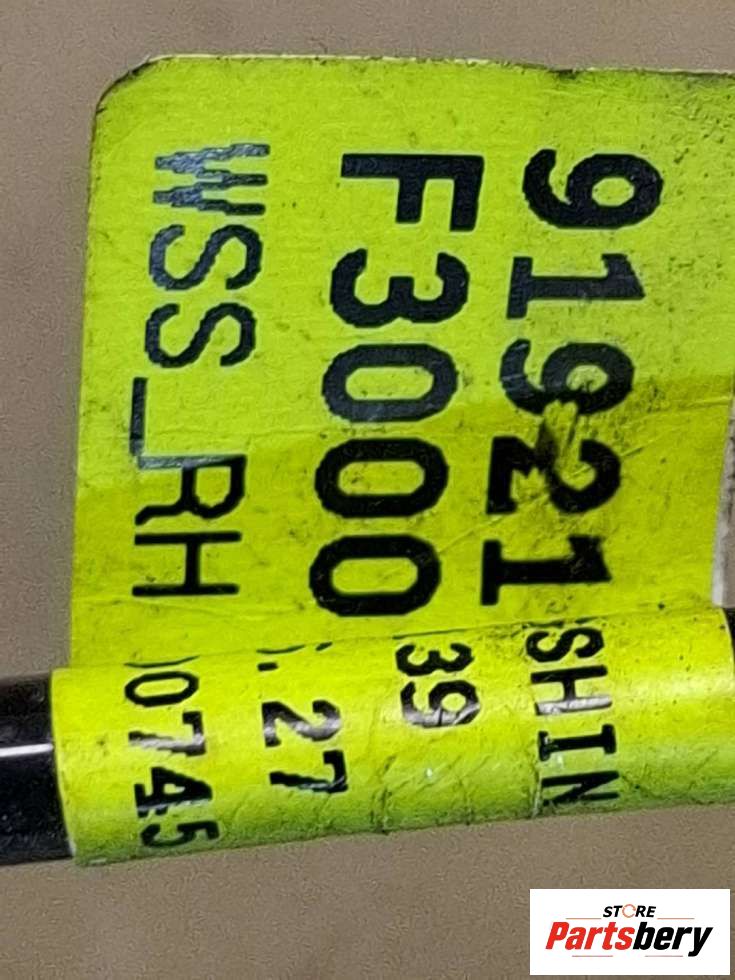 91921
F3000
WSS_RH
SHIN
39
. 27
0745
STORE
Partsbery